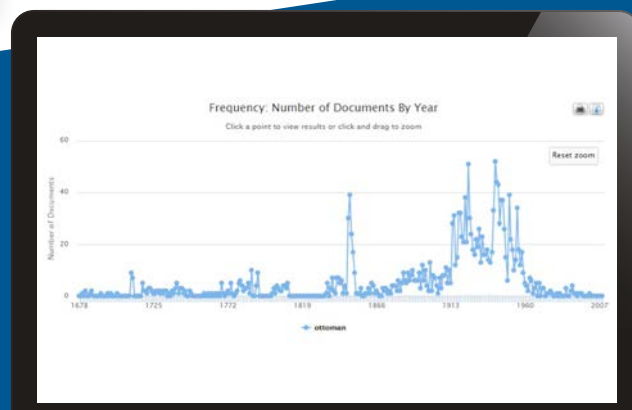 Frequency: Number of Documents By Year
Click a point to view results or click and drag to zoom
Reset zoom
Number of Documents
60
40
20
0
1678 1725 1772 1819 1866 1913 1960 2007
ottoman